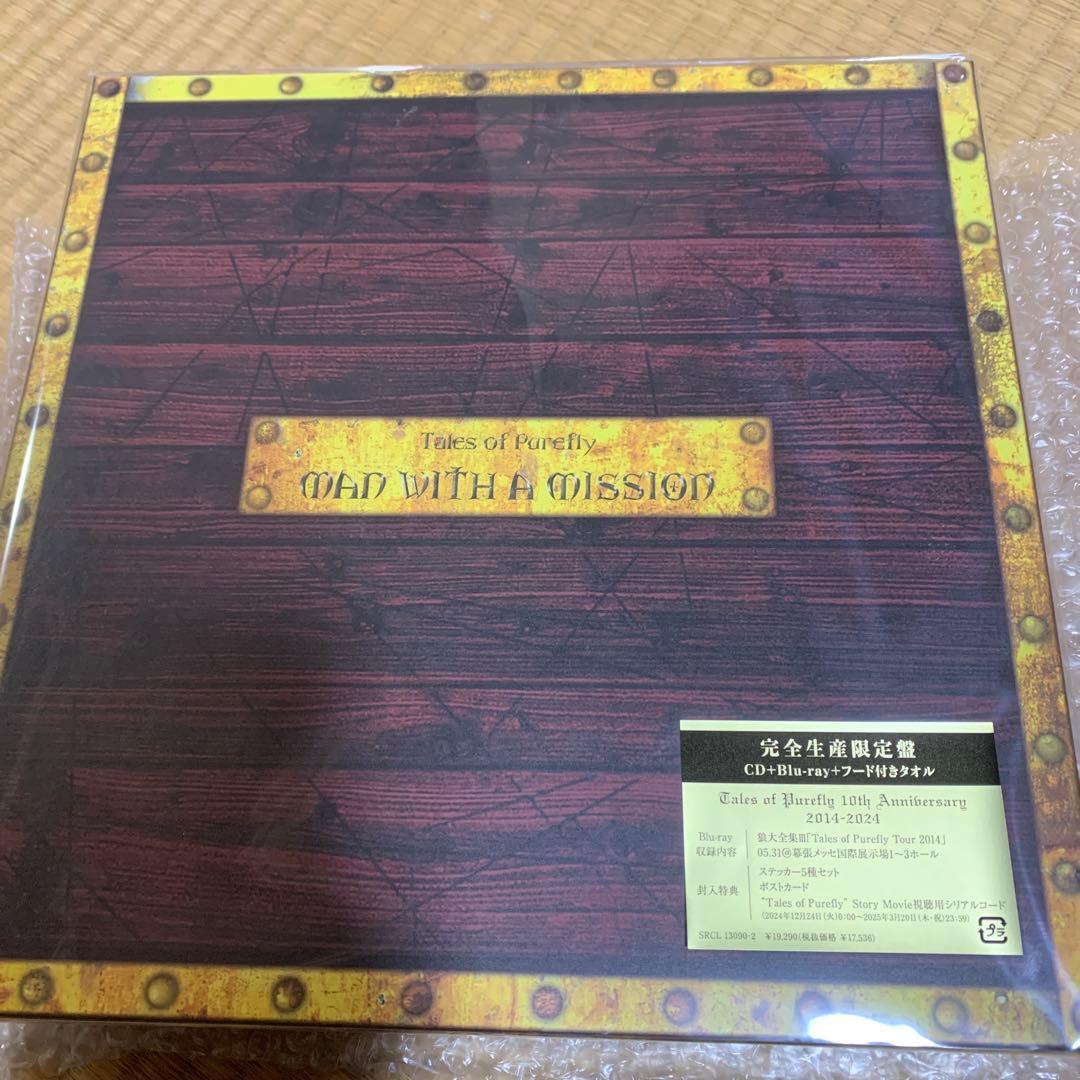 Tales of Purefly
MAN WITH A MISSION
完全生産限定盤
CD+Blu-ray+フード付きタオル
Tales of Purefly 10th Anniversary
2014-2024
Blu-ray
収録内容
狼大全集Ⅲ「Tales of Purefly Tour 2014」
05.31@幕張メッセ国際展示場1〜3ホール
封入特典
ステッカー5種セット
ポストカード
"Tales of Purefly" Story Movie視聴用シリアルコード
(2024年12月24日(火)0:00〜2025年3月20日(木・祝)23:59)
SRCL 13090-2 ¥19,290(税抜価格 ¥17,536)
プラ